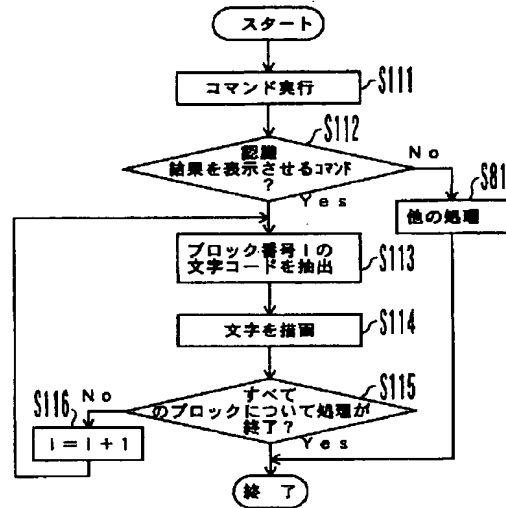 スタート
コマンド実行
S111
S112
認識
結果を表示させるコマンド
?
No
Yes
S81
他の処理
ブロック番号Iの
文字コードを抽出
S113
文字を描画
S114
すべて
のブロックについて処理が
終了?
S115
No
Yes
S116
I=I+1
終了